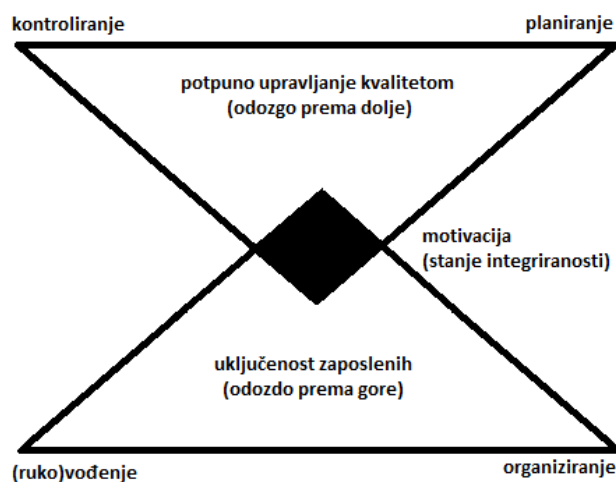 kontroliranje
planiranje
potpuno upravljanje kvalitetom
(odozgo prema dolje)
motivacija
(stanje integriranosti)
uključenost zaposlenih
(odozdo prema gore)
(ruko)vođenje
organiziranje